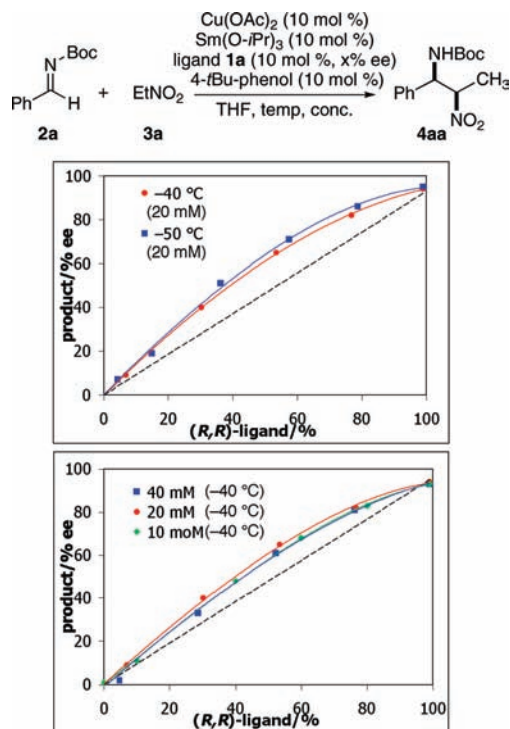 Cu(OAc)2 (10 mol %)
Sm(O-iPr)3 (10 mol %)
ligand 1a (10 mol %, x% ee)
4-tBu-phenol (10 mol %)
THF, temp, conc.
N Boc
Ph H
2a
+
EtNO2
3a
NHBoc
Ph CH3
NO2
4aa
product/% ee
100
80
60
40
20
0
−40 °C
(20 mM)
−50 °C
(20 mM)
0 20 40 60 80 100
(R,R)-ligand/%
product/% ee
100
80
60
40
20
0
40 mM (−40 °C)
20 mM (−40 °C)
10 moM (−40 °C)
0 20 40 60 80 100
(R,R)-ligand/%